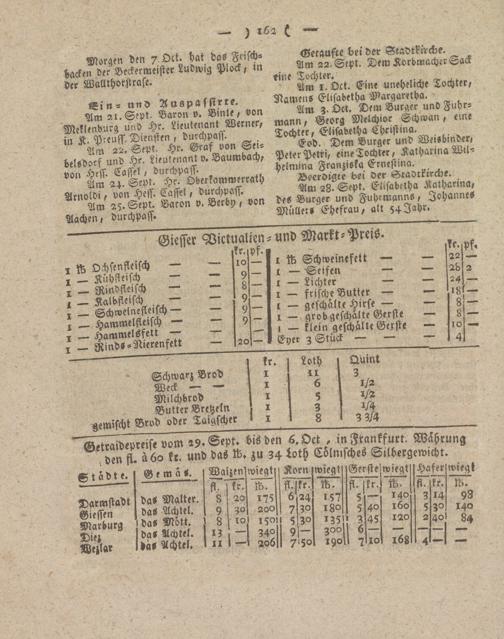 — ) 162 ( —
Morgen den 7 Oct. hat das Frisch-
backen der Beckermeister Ludwig Plock, in
der Wallthorstrase.
Ein- und Auspassirte.
Am 21. Sept. Baron v. Binte, von
Meklenburg und Hr. Lieutenant Werner,
in K. Preuss. Diensten, durchpass.
Am 22. Sept. Hr. Graf von Sei-
belsdorf und Hr. Lieutenant v. Baumbach,
von Hess. Cassel, durchpass.
Am 24. Sept. Hr. Oberkommerrath
Arnoldi, von Hess. Cassel, durchpass.
Am 25. Sept. Baron v. Berby, von
Aachen, durchpass.
Getaufte bei der Stadtkirche.
Am 22. Sept. Dem Korbmacher Sack
eine Tochter.
Am 1. Oct. Eine uneheliche Tochter,
Namens Elisabetha Margaretha.
Am 3. Oct. Dem Burger und Fuhr-
mann, Georg Melchior Schwan, eine
Tochter, Elisabetha Christina.
Eod. Dem Burger und Weisbinder,
Peter Petri, eine Tochter, Katharina Wil-
helmina Franziska Ernestina.
Beerdigte bei der Stadtkirche.
Am 28. Sept. Elisabetha Katharina,
des Burger und Fuhrmanns, Johannes
Müllers Ehefrau, alt 54 Jahr.
Giesser Victualien- und Markt-Preis.
kr. pf.
1 ℔ Ochsenfleisch — — 10 —
1 — Kühfleisch — — 9 —
1 — Rindfleisch — — 8 —
1 — Kalbfleisch — — 9 —
1 — Schweinefleisch — — 9 —
1 — Hammelfleisch — — 9 —
1 — Hammelsfett — —
1 — Rinds-Nierenfett — — 20 —
kr. pf.
1 ℔ Schweinefett — — 22 —
1 — Seifen — — 28 2
1 — Lichter — — 24 —
1 — frische Butter — — 18 —
1 — geschälte Hirse — — 8 —
1 — grob geschälte Gerste — 8 —
1 — klein geschälte Gerste — 10 —
Eyer 3 Stück — — 4 —
kr. Loth Quint
Schwarz Brod 1 11 3
Weck — — 1 6 1/2
Milchbrod 1 5 1/2
Butter Bretzeln 1 3 1/4
gemischt Brod oder Taigscher 1 8 3 3/4
Getraidepreise vom 29. Sept. bis den 6. Oct, in Frankfurt. Währung
den fl. à 60 kr. und das ℔. zu 34 Loth Cölnisches Silbergewicht.
Städte. Gemäs. Waizen wiegt Korn wiegt Gerste wiegt Hafer wiegt
fl. kr. ℔. fl. kr. ℔. fl. kr. ℔. fl. kr. ℔.
Darmstadt das Malter. 8 20 175 6 24 157 5 — 140 3 14 98
Giessen das Achtel. 9 30 200 7 30 180 5 40 160 5 30 140
Marburg das Mött. 8 10 150 5 30 135 3 45 120 2 40 84
Diez das Achtel. 13 — 340 9 — 300 6 — — — — —
Wezlar das Achtel. 11 — 206 7 50 190 7 10 168 4 — —